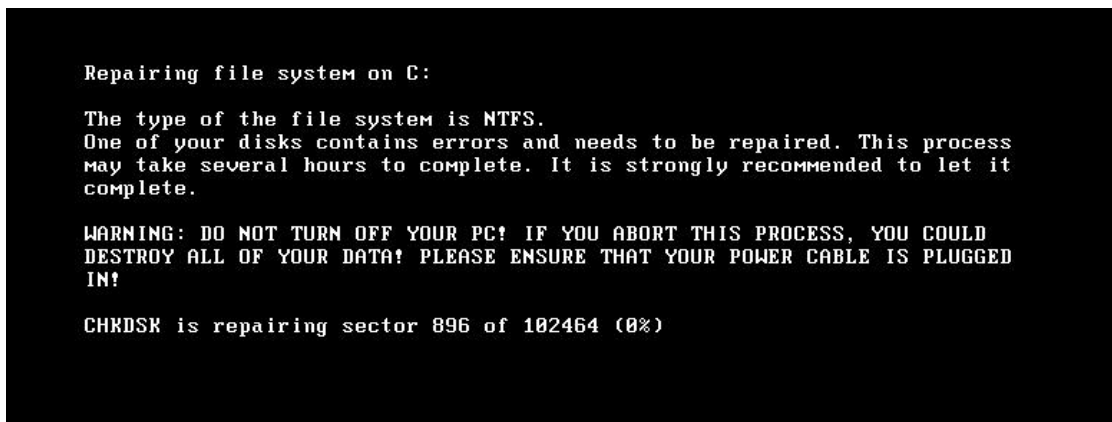 Repairing file system on C:
The type of the file system is NTFS.
One of your disks contains errors and needs to be repaired. This process
may take several hours to complete. It is strongly recommended to let it
complete.
WARNING: DO NOT TURN OFF YOUR PC! IF YOU ABORT THIS PROCESS, YOU COULD
DESTROY ALL OF YOUR DATA! PLEASE ENSURE THAT YOUR POWER CABLE IS PLUGGED
IN!
CHKDSK is repairing sector 896 of 102464 (0%)